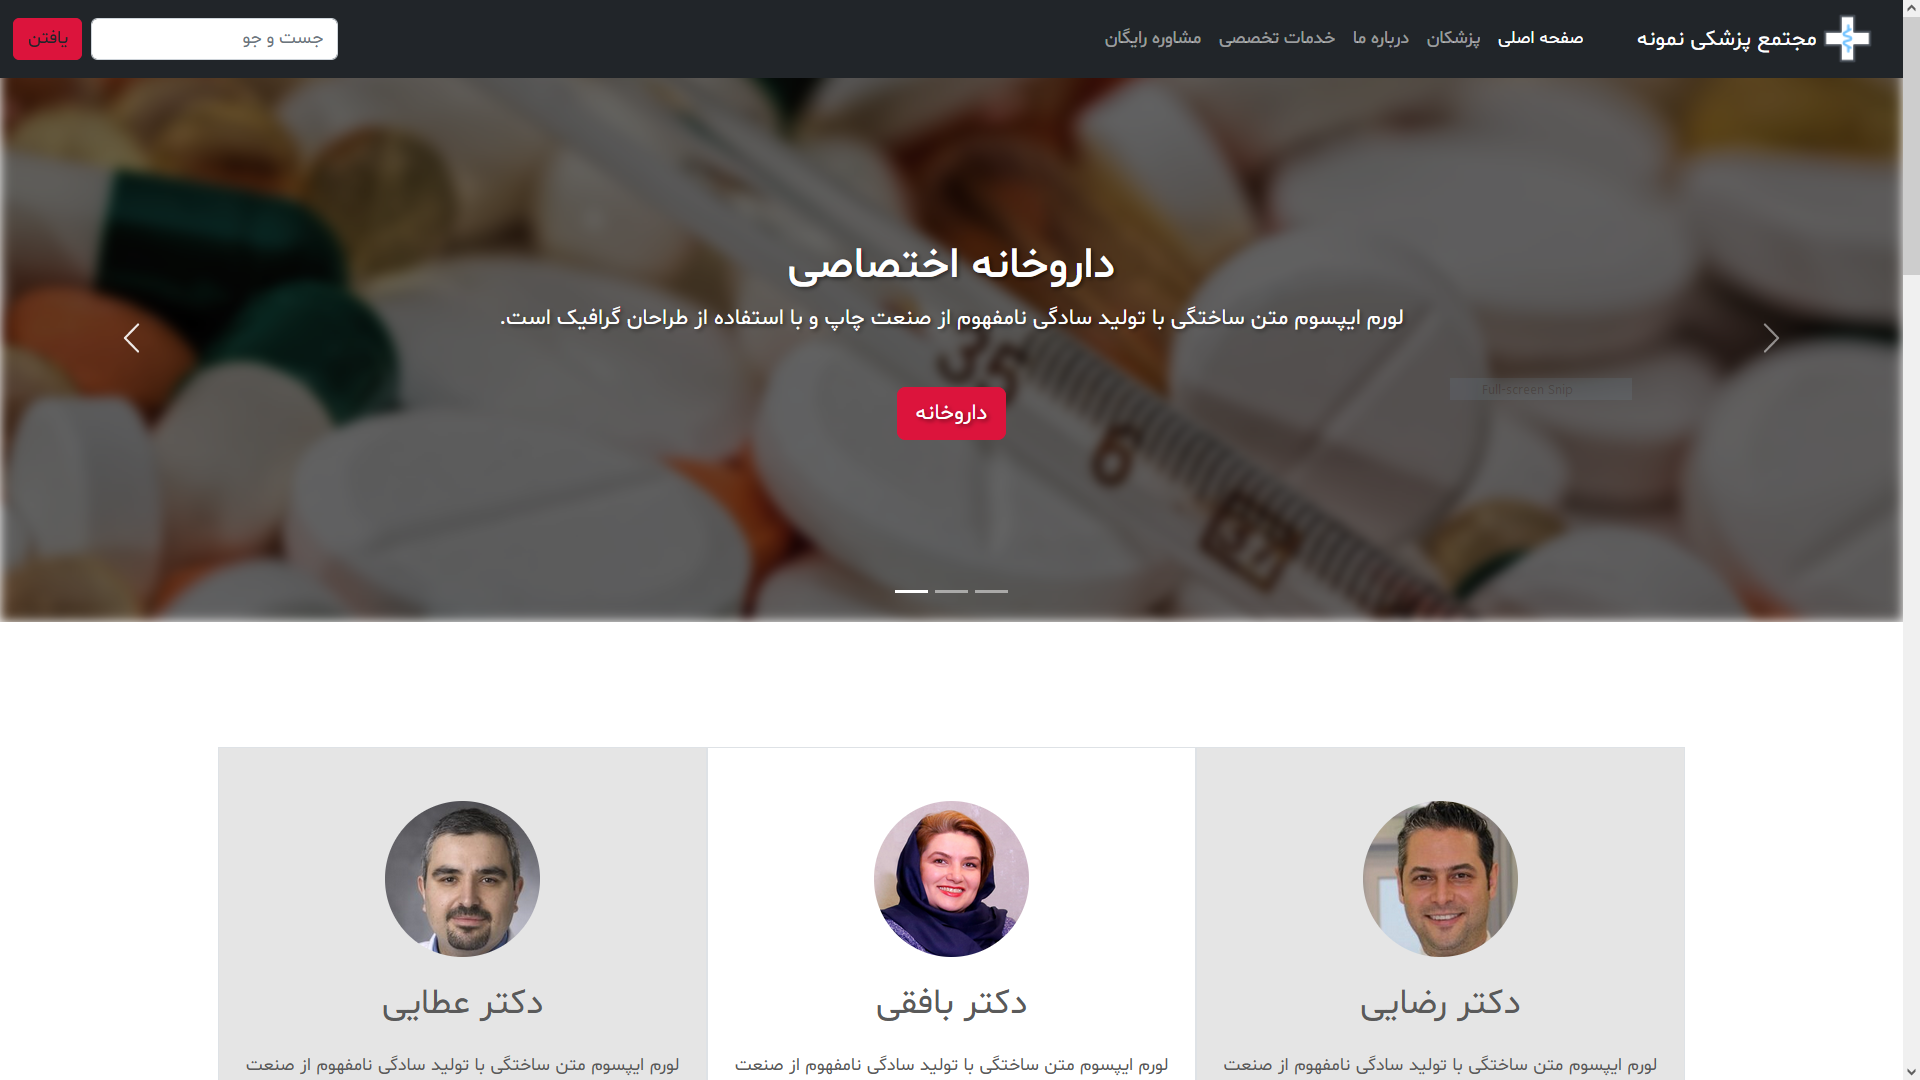 مجتمع پزشکی نمونه
صفحه اصلی
پزشکان
درباره ما
خدمات تخصصی
مشاوره رایگان
جست و جو
یافتن
داروخانه اختصاصی
لورم ایپسوم متن ساختگی با تولید سادگی نامفهوم از صنعت چاپ و با استفاده از طراحان گرافیک است.
35
Full-screen Snip
داروخانه
6
37
دکتر رضایی
دکتر بافقی
دکتر عطایی
لورم ایپسوم متن ساختگی با تولید سادگی نامفهوم از صنعت
لورم ایپسوم متن ساختگی با تولید سادگی نامفهوم از صنعت
لورم ایپسوم متن ساختگی با تولید سادگی نامفهوم از صنعت